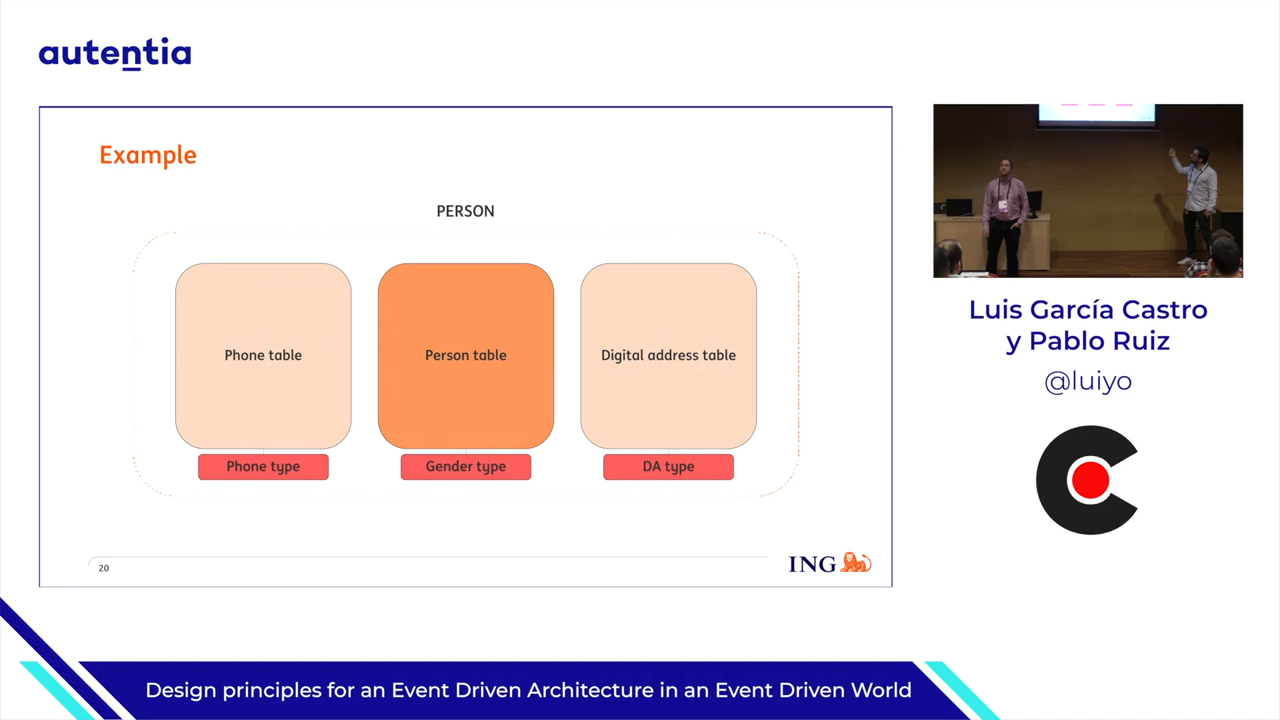 autentia
Example
PERSON
Phone table
Person table
Digital address table
Phone type
Gender type
DA type
20
ING
Luis García Castro
y Pablo Ruiz
@luiyo
Design principles for an Event Driven Architecture in an Event Driven World